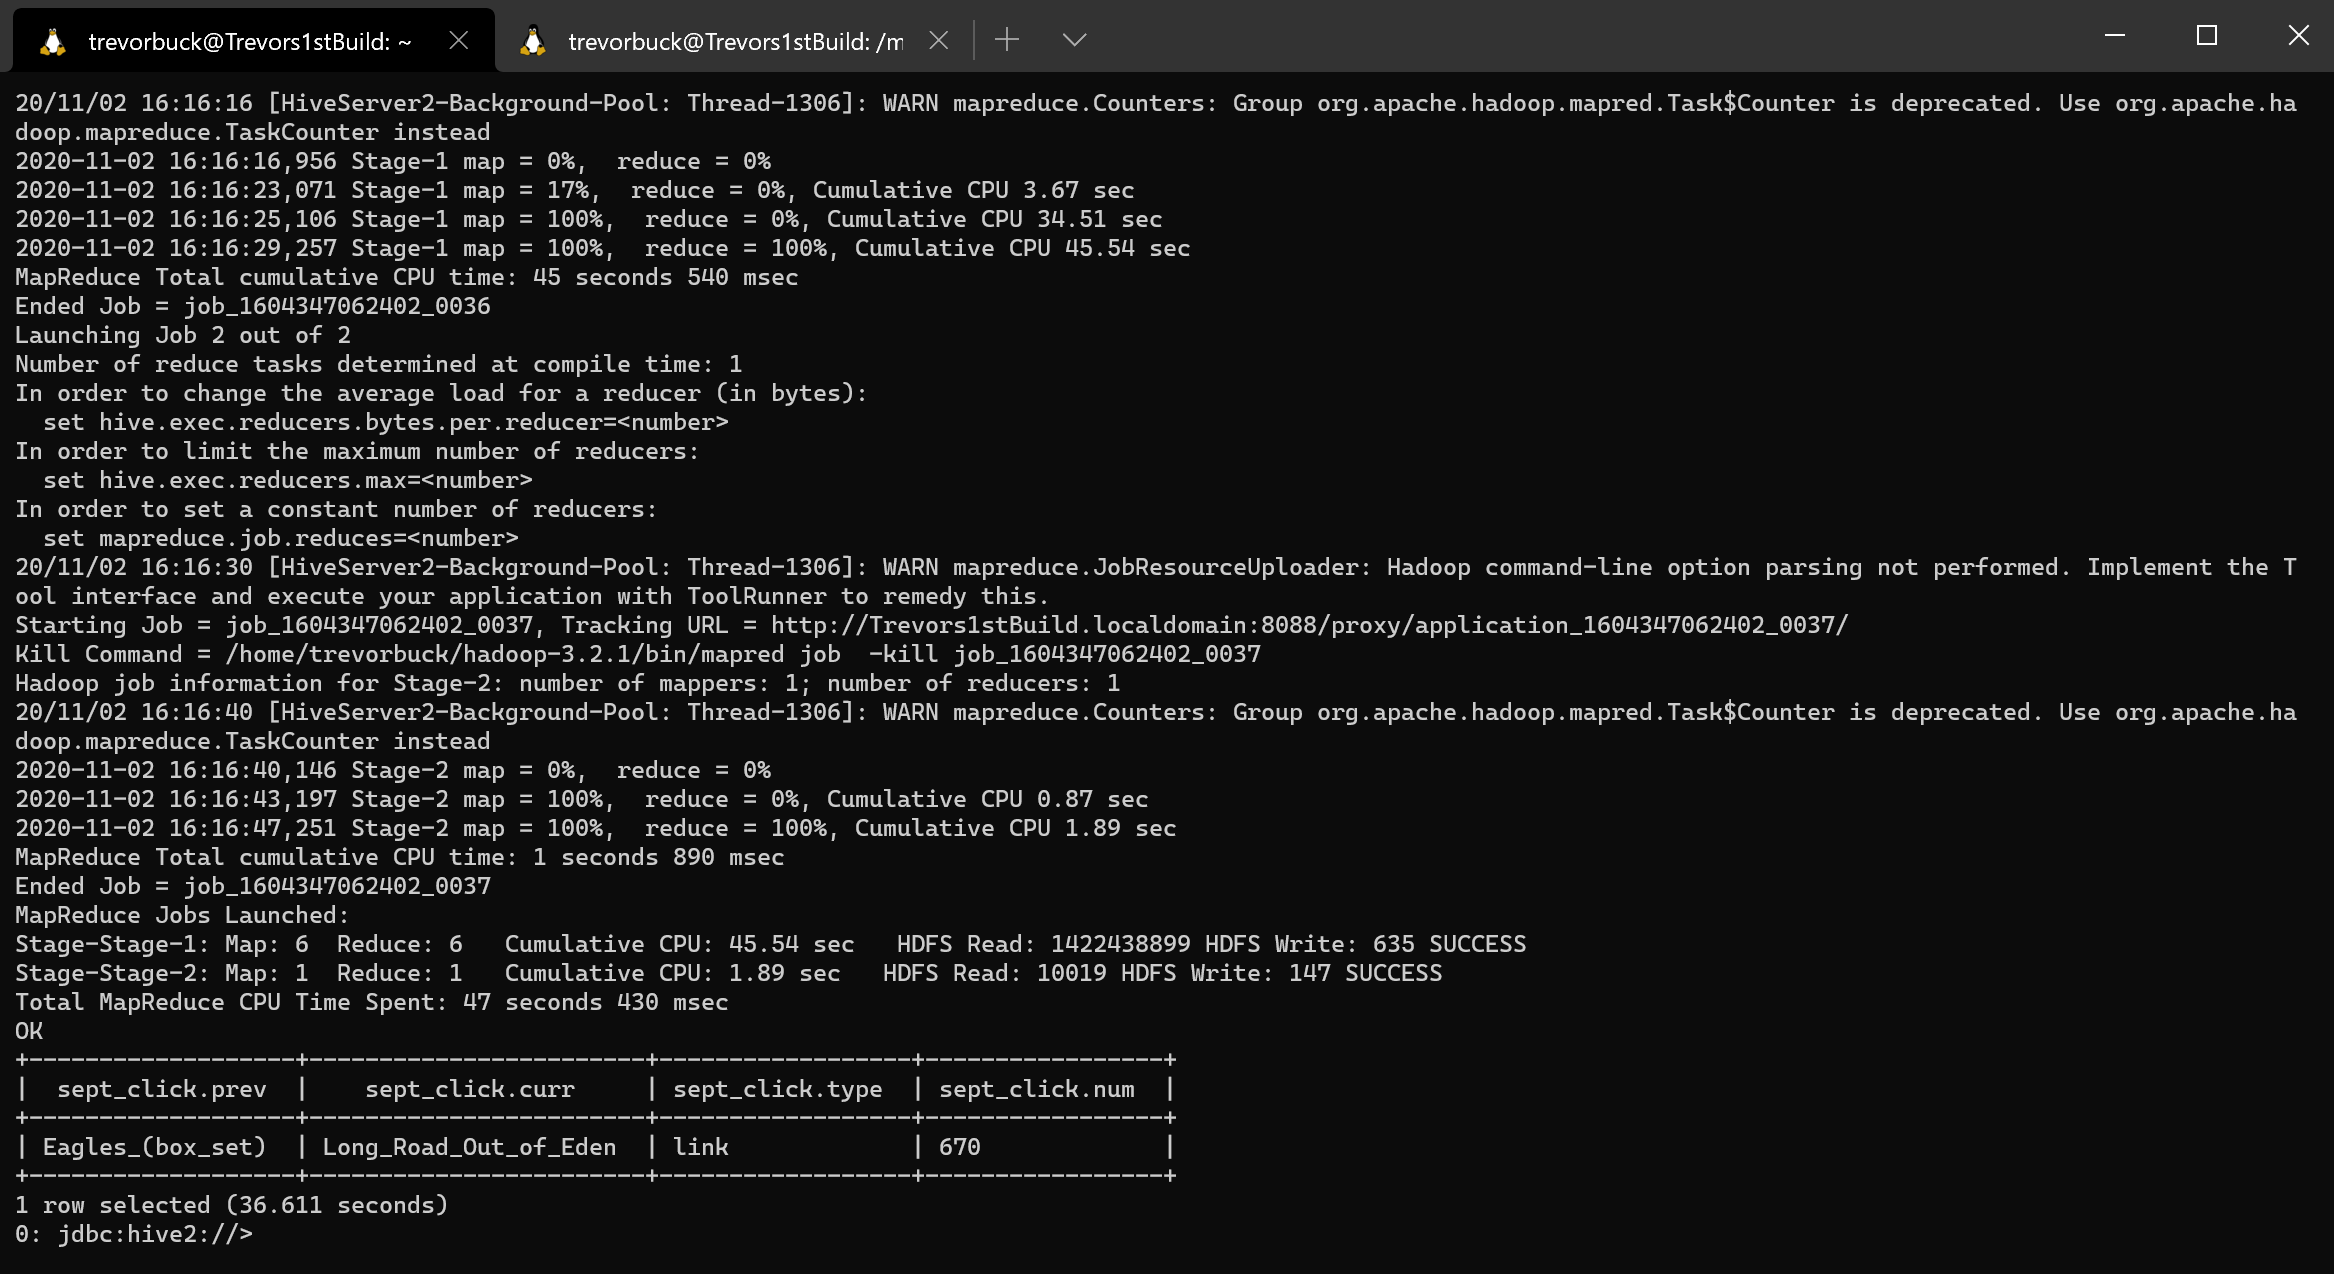 trevorbuck@Trevors1stBuild: ~
trevorbuck@Trevors1stBuild: /m
20/11/02 16:16:16 [HiveServer2-Background-Pool: Thread-1306]: WARN mapreduce.Counters: Group org.apache.hadoop.mapred.Task$Counter is deprecated. Use org.apache.ha
doop.mapreduce.TaskCounter instead
2020-11-02 16:16:16,956 Stage-1 map = 0%,  reduce = 0%
2020-11-02 16:16:23,071 Stage-1 map = 17%,  reduce = 0%, Cumulative CPU 3.67 sec
2020-11-02 16:16:25,106 Stage-1 map = 100%,  reduce = 0%, Cumulative CPU 34.51 sec
2020-11-02 16:16:29,257 Stage-1 map = 100%,  reduce = 100%, Cumulative CPU 45.54 sec
MapReduce Total cumulative CPU time: 45 seconds 540 msec
Ended Job = job_1604347062402_0036
Launching Job 2 out of 2
Number of reduce tasks determined at compile time: 1
In order to change the average load for a reducer (in bytes):
  set hive.exec.reducers.bytes.per.reducer=<number>
In order to limit the maximum number of reducers:
  set hive.exec.reducers.max=<number>
In order to set a constant number of reducers:
  set mapreduce.job.reduces=<number>
20/11/02 16:16:30 [HiveServer2-Background-Pool: Thread-1306]: WARN mapreduce.JobResourceUploader: Hadoop command-line option parsing not performed. Implement the T
ool interface and execute your application with ToolRunner to remedy this.
Starting Job = job_1604347062402_0037, Tracking URL = http://Trevors1stBuild.localdomain:8088/proxy/application_1604347062402_0037/
Kill Command = /home/trevorbuck/hadoop-3.2.1/bin/mapred job  -kill job_1604347062402_0037
Hadoop job information for Stage-2: number of mappers: 1; number of reducers: 1
20/11/02 16:16:40 [HiveServer2-Background-Pool: Thread-1306]: WARN mapreduce.Counters: Group org.apache.hadoop.mapred.Task$Counter is deprecated. Use org.apache.ha
doop.mapreduce.TaskCounter instead
2020-11-02 16:16:40,146 Stage-2 map = 0%,  reduce = 0%
2020-11-02 16:16:43,197 Stage-2 map = 100%,  reduce = 0%, Cumulative CPU 0.87 sec
2020-11-02 16:16:47,251 Stage-2 map = 100%,  reduce = 100%, Cumulative CPU 1.89 sec
MapReduce Total cumulative CPU time: 1 seconds 890 msec
Ended Job = job_1604347062402_0037
MapReduce Jobs Launched:
Stage-Stage-1: Map: 6  Reduce: 6   Cumulative CPU: 45.54 sec   HDFS Read: 1422438899 HDFS Write: 635 SUCCESS
Stage-Stage-2: Map: 1  Reduce: 1   Cumulative CPU: 1.89 sec   HDFS Read: 10019 HDFS Write: 147 SUCCESS
Total MapReduce CPU Time Spent: 47 seconds 430 msec
OK
+-------------------+------------------------+------------------+-----------------+
|  sept_click.prev  |    sept_click.curr     | sept_click.type  | sept_click.num  |
+-------------------+------------------------+------------------+-----------------+
| Eagles_(box_set)  | Long_Road_Out_of_Eden  | link             | 670             |
+-------------------+------------------------+------------------+-----------------+
1 row selected (36.611 seconds)
0: jdbc:hive2://>